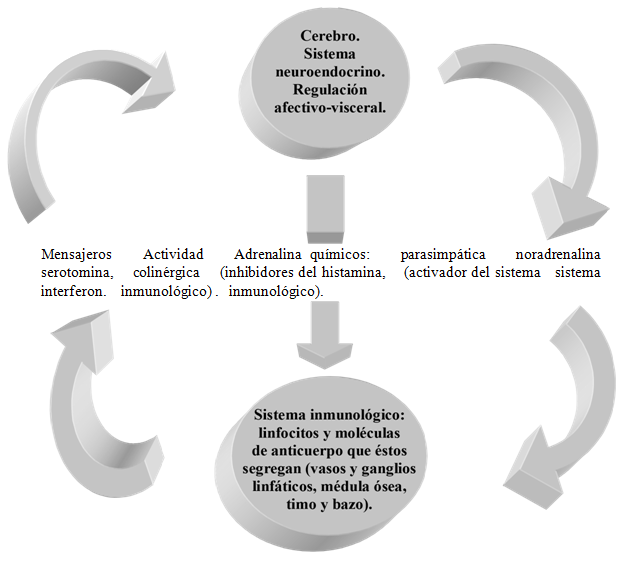 Cerebro.
Sistema
neuroendocrino.
Regulación
afectivo-visceral.
Mensajeros Actividad Adrenalina químicos: parasimpática noradrenalina
serotomina, colinérgica (inhibidores del histamina, (activador del sistema sistema
interferon. inmunológico) . inmunológico).
Sistema inmunológico:
linfocitos y moléculas
de anticuerpo que éstos
segregan (vasos y ganglios
linfáticos, médula ósea,
timo y bazo).